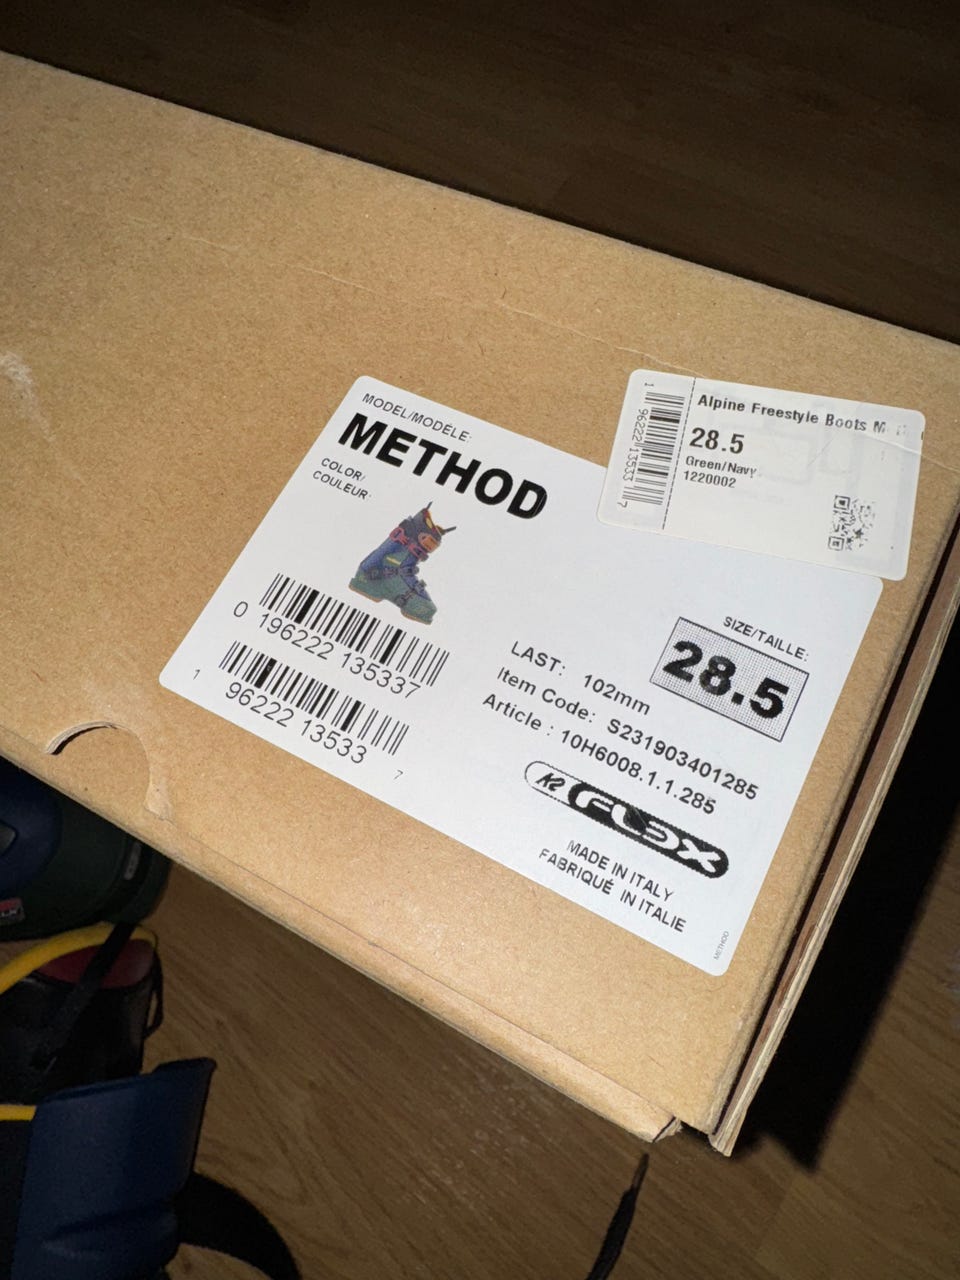 MODEL/MODÈLE:
METHOD
COLOR/
COULEUR:
0 196222 135337
1 96222 13533 7
1 96222 13533 7
Alpine Freestyle Boots M
28.5
Green/Navy
1220002
SIZE/TAILLE:
28.5
LAST: 102mm
Item Code: S231903401285
Article : 10H6008.1.1.285
K2 FL3X
MADE IN ITALY
FABRIQUÉ IN ITALIE
METHOD